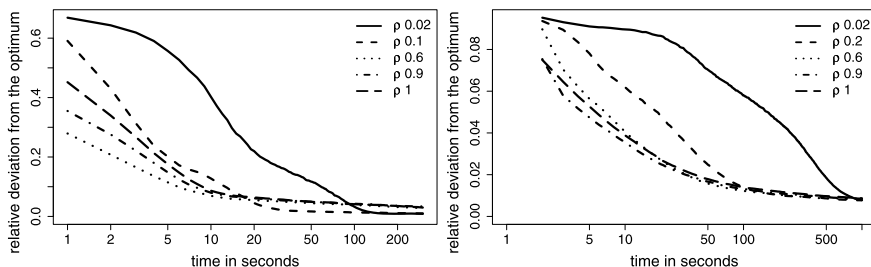 relative deviation from the optimum
0.0 0.2 0.4 0.6
ρ 0.02
ρ 0.1
ρ 0.6
ρ 0.9
ρ 1
1 2 5 10 20 50 100 200
time in seconds
relative deviation from the optimum
0.00 0.02 0.04 0.06 0.08
ρ 0.02
ρ 0.2
ρ 0.6
ρ 0.9
ρ 1
1 5 10 50 100 500
time in seconds